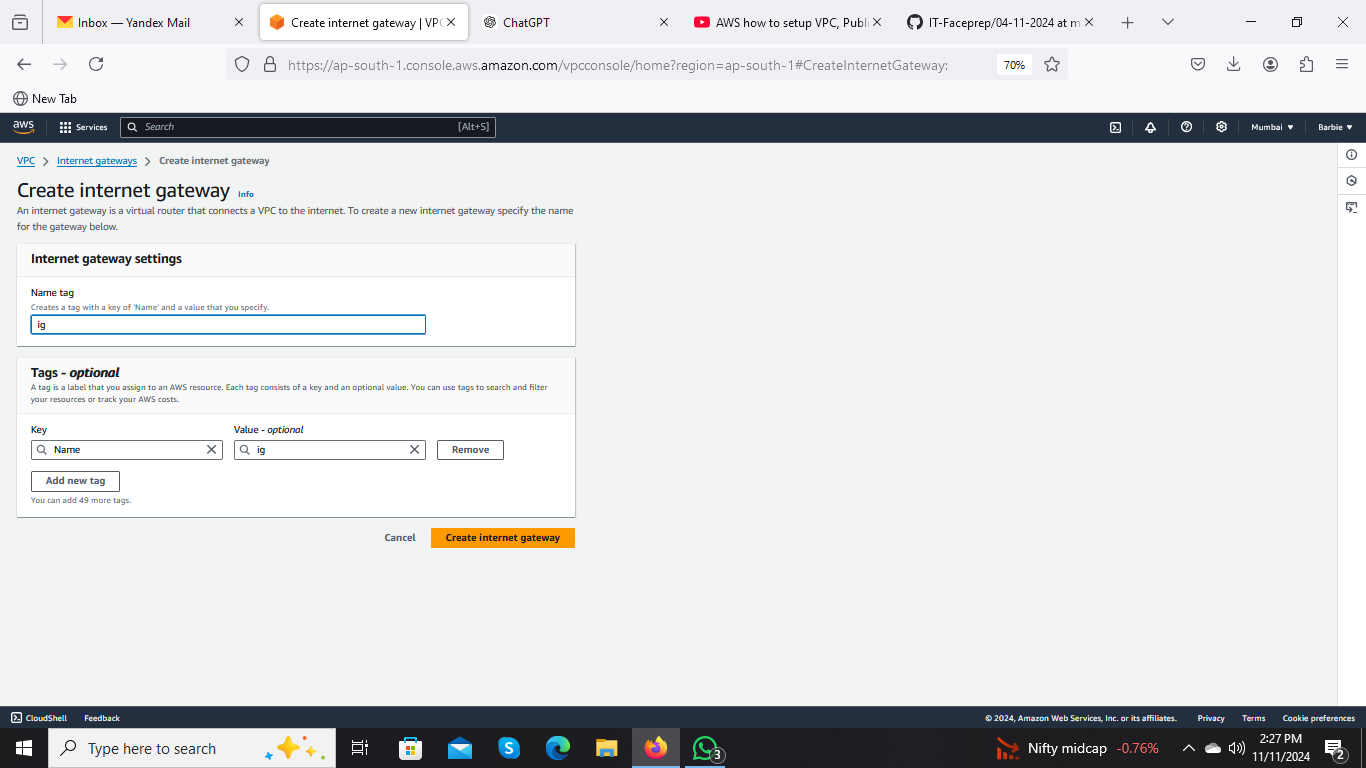 Inbox — Yandex Mail
Create internet gateway | VPC
ChatGPT
AWS how to setup VPC, Publi
IT-Faceprep/04-11-2024 at m
https://ap-south-1.console.aws.amazon.com/vpcconsole/home?region=ap-south-1#CreateInternetGateway:
70%
New Tab
aws
Services
Search
[Alt+S]
Mumbai
Barbie
VPC
Internet gateways
Create internet gateway
Create internet gateway Info
An internet gateway is a virtual router that connects a VPC to the internet. To create a new internet gateway specify the name
for the gateway below.
Internet gateway settings
Name tag
Creates a tag with a key of 'Name' and a value that you specify.
ig
Tags - optional
A tag is a label that you assign to an AWS resource. Each tag consists of a key and an optional value. You can use tags to search and filter
your resources or track your AWS costs.
Key
Value - optional
Name
ig
Remove
Add new tag
You can add 49 more tags.
Cancel
Create internet gateway
CloudShell
Feedback
© 2024, Amazon Web Services, Inc. or its affiliates.
Privacy
Terms
Cookie preferences
Type here to search
3
Nifty midcap -0.76%
2:27 PM
11/11/2024
2